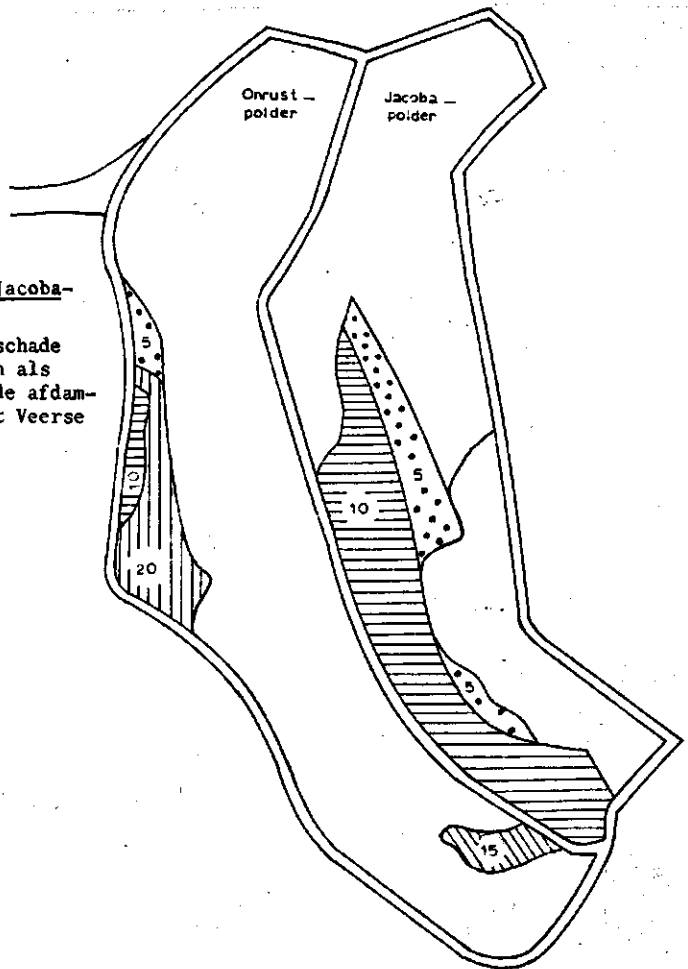 Onrust –
polder
Jacoba –
polder
Jacoba-
schade
n als
de afdam-
t Veerse
5
10
20
5
10
5
15